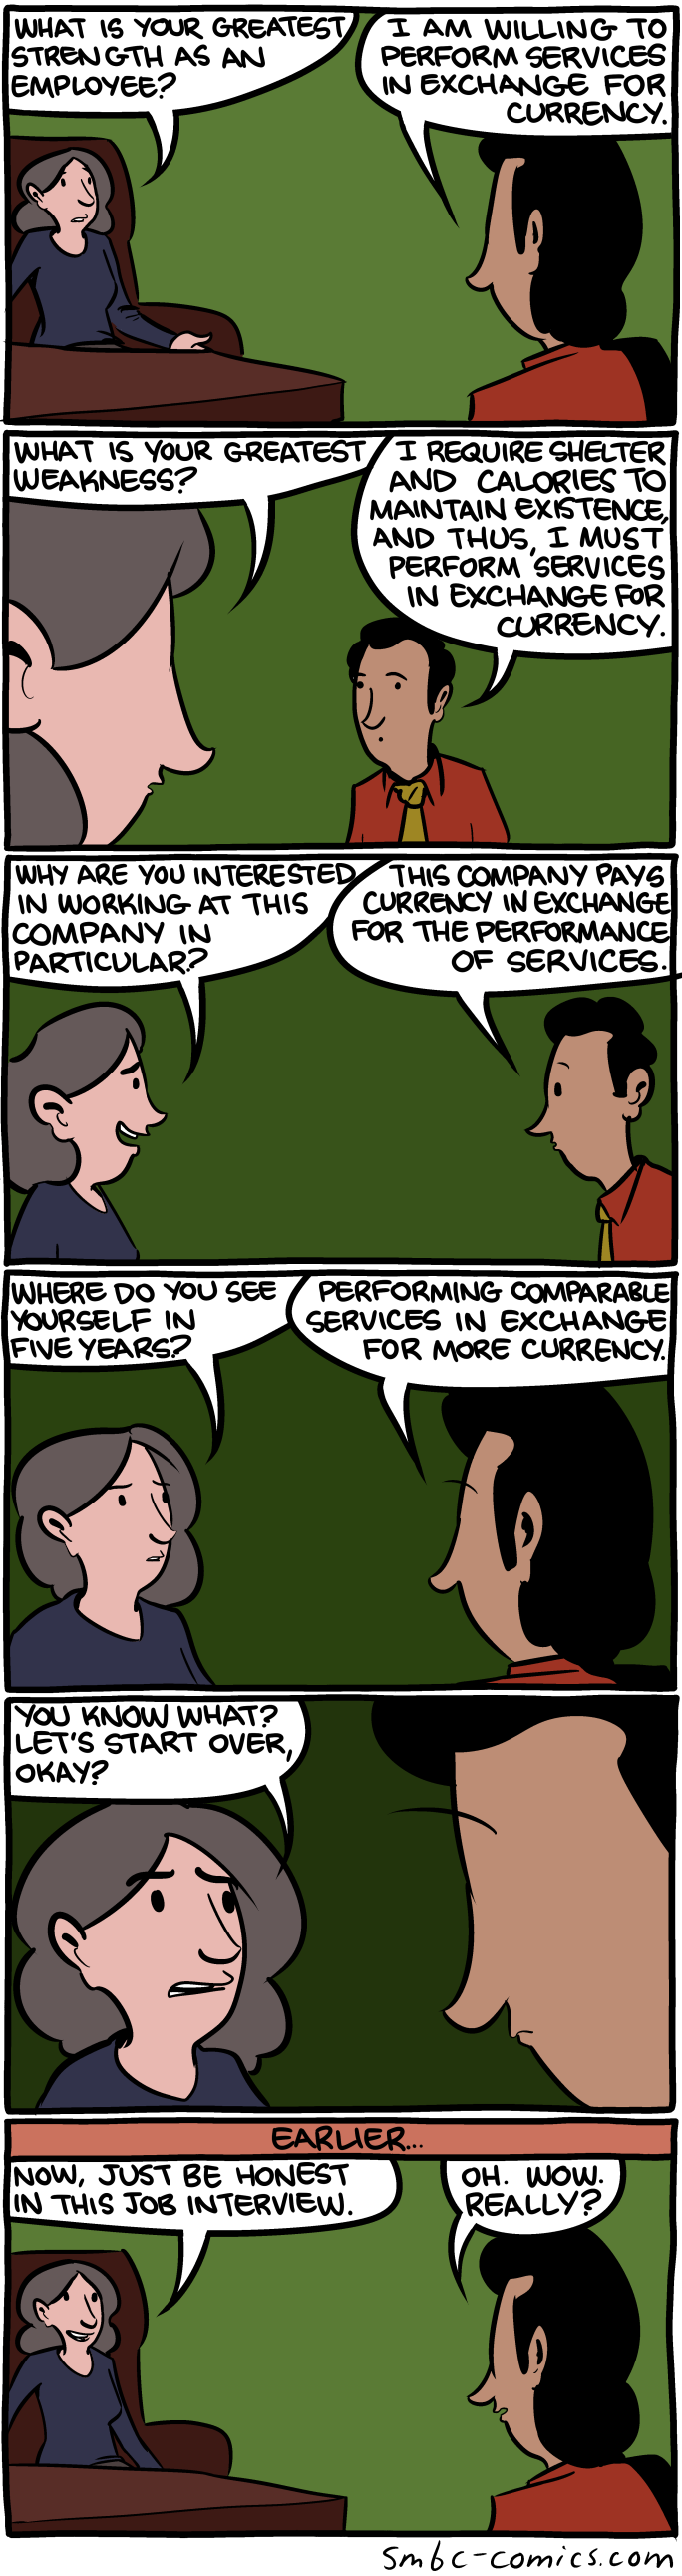 WHAT IS YOUR GREATEST
STRENGTH AS AN
EMPLOYEE?
I AM WILLING TO
PERFORM SERVICES
IN EXCHANGE FOR
CURRENCY.
WHAT IS YOUR GREATEST
WEAKNESS?
I REQUIRE SHELTER
AND CALORIES TO
MAINTAIN EXISTENCE,
AND THUS, I MUST
PERFORM SERVICES
IN EXCHANGE FOR
CURRENCY.
WHY ARE YOU INTERESTED
IN WORKING AT THIS
COMPANY IN
PARTICULAR?
THIS COMPANY PAYS
CURRENCY IN EXCHANGE
FOR THE PERFORMANCE
OF SERVICES.
WHERE DO YOU SEE
YOURSELF IN
FIVE YEARS?
PERFORMING COMPARABLE
SERVICES IN EXCHANGE
FOR MORE CURRENCY.
YOU KNOW WHAT?
LET'S START OVER,
OKAY?
EARLIER...
NOW, JUST BE HONEST
IN THIS JOB INTERVIEW.
OH. WOW.
REALLY?
smbc-comics.com